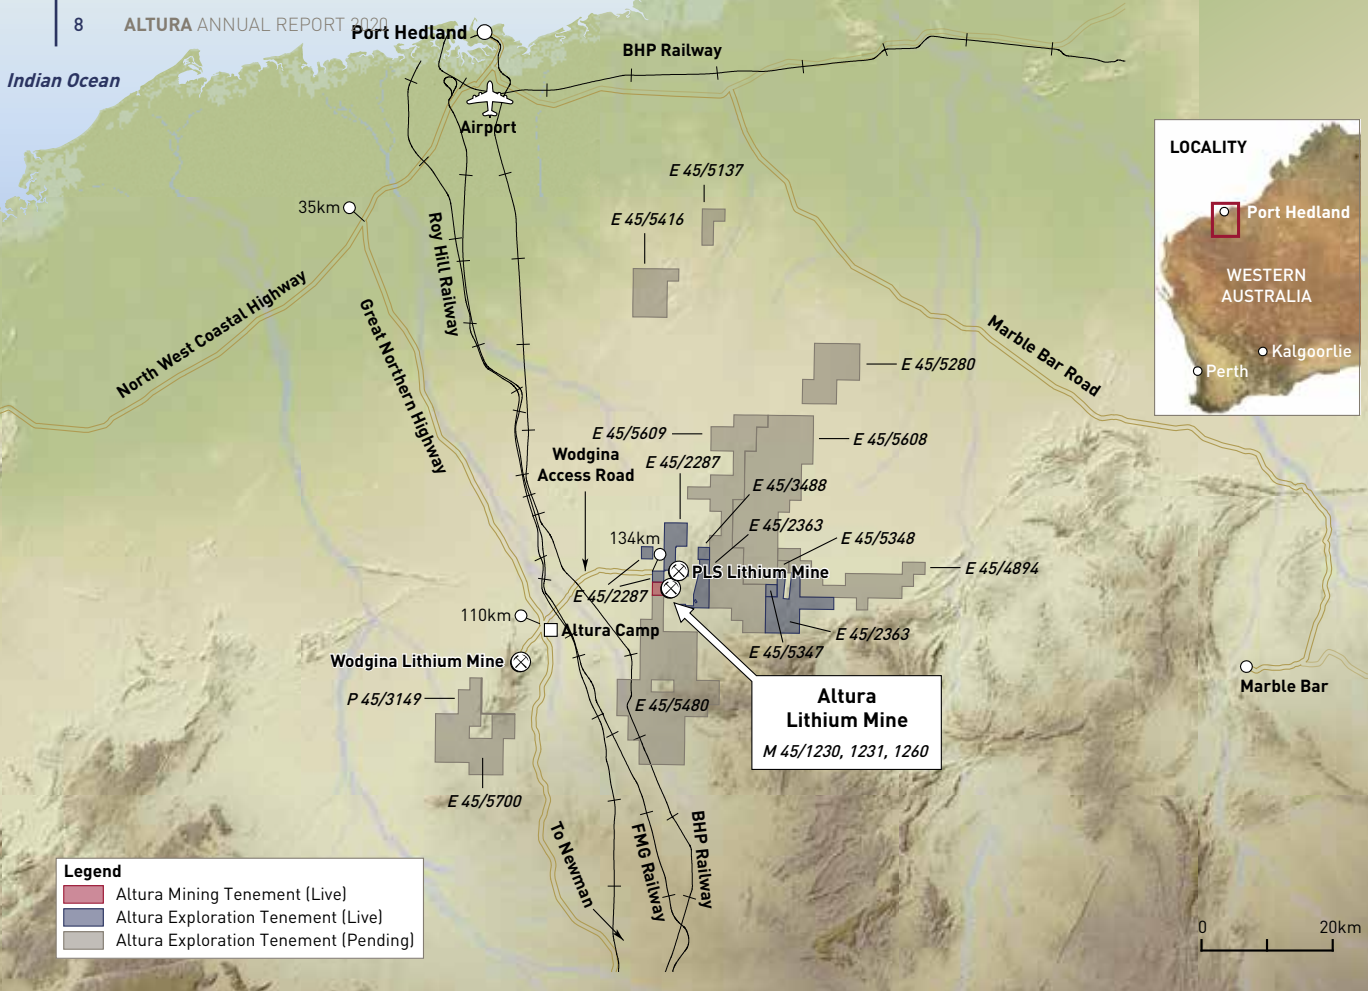 8
ALTURA ANNUAL REPORT 2020
Port Hedland
Indian Ocean
BHP Railway
Airport
LOCALITY
Port Hedland
WESTERN
AUSTRALIA
Kalgoorlie
Perth
E 45/5137
35km
E 45/5416
Roy Hill Railway
North West Coastal Highway
Great Northern Highway
Marble Bar Road
E 45/5280
E 45/5609
E 45/5608
Wodgina
Access Road
E 45/2287
E 45/3488
E 45/2363
134km
E 45/5348
PLS Lithium Mine
E 45/4894
E 45/2287
110km
Altura Camp
E 45/2363
E 45/5347
Wodgina Lithium Mine
Marble Bar
P 45/3149
E 45/5480
Altura
Lithium Mine
M 45/1230, 1231, 1260
E 45/5700
To Newman
FMG Railway
BHP Railway
Legend
Altura Mining Tenement (Live)
Altura Exploration Tenement (Live)
Altura Exploration Tenement (Pending)
0
20km